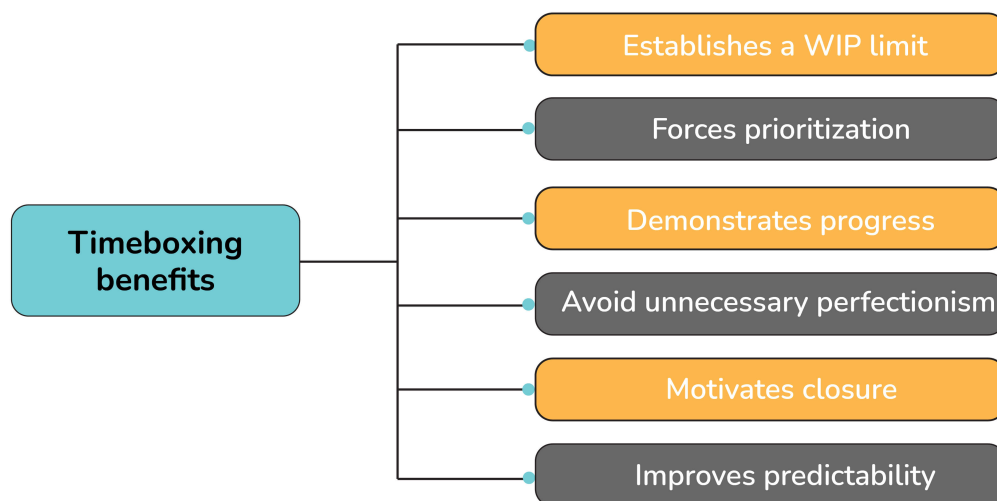 Timeboxing
benefits
Establishes a WIP limit
Forces prioritization
Demonstrates progress
Avoid unnecessary perfectionism
Motivates closure
Improves predictability